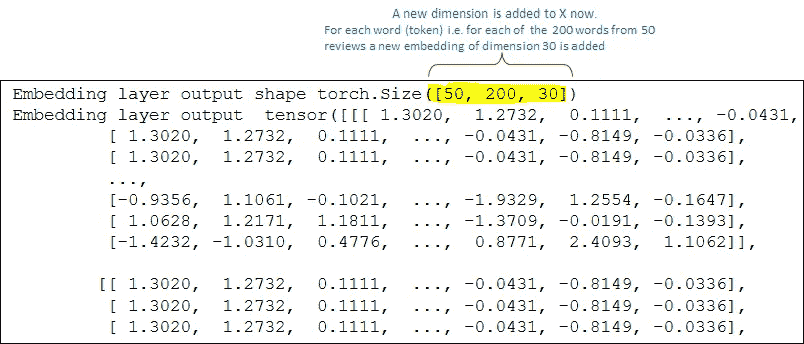 A new dimension is added to X now.
For each word (token) i.e. for each of the 200 words from 50
reviews a new embedding of dimension 30 is added
Embedding layer output shape torch.Size([50, 200, 30])
Embedding layer output  tensor([[[ 1.3020,  1.2732,  0.1111,  ..., -0.0431,
[ 1.3020,  1.2732,  0.1111,  ..., -0.0431, -0.8149, -0.0336],
[ 1.3020,  1.2732,  0.1111,  ..., -0.0431, -0.8149, -0.0336],
...,
[-0.9356,  1.1061, -0.1021,  ..., -1.9329,  1.2554, -0.1647],
[ 1.0628,  1.2171,  1.1811,  ..., -1.3709, -0.0191, -0.1393],
[-1.4232, -1.0310,  0.4776,  ...,  0.8771,  2.4093,  1.1062]],
[[ 1.3020,  1.2732,  0.1111,  ..., -0.0431, -0.8149, -0.0336],
[ 1.3020,  1.2732,  0.1111,  ..., -0.0431, -0.8149, -0.0336],
[ 1.3020,  1.2732,  0.1111,  ..., -0.0431, -0.8149, -0.0336],